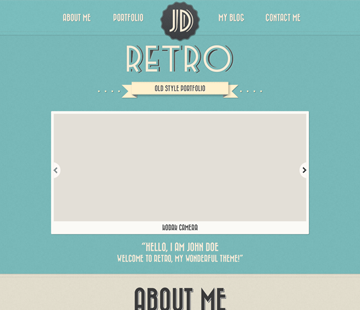 ABOUT ME PORTFOLIO JD MY BLOG CONTACT ME
RETRO
OLD STYLE PORTFOLIO
KODAK CAMERA
"HELLO, I AM JOHN DOE
WELCOME TO RETRO, MY WONDERFUL THEME!"
ABOUT ME